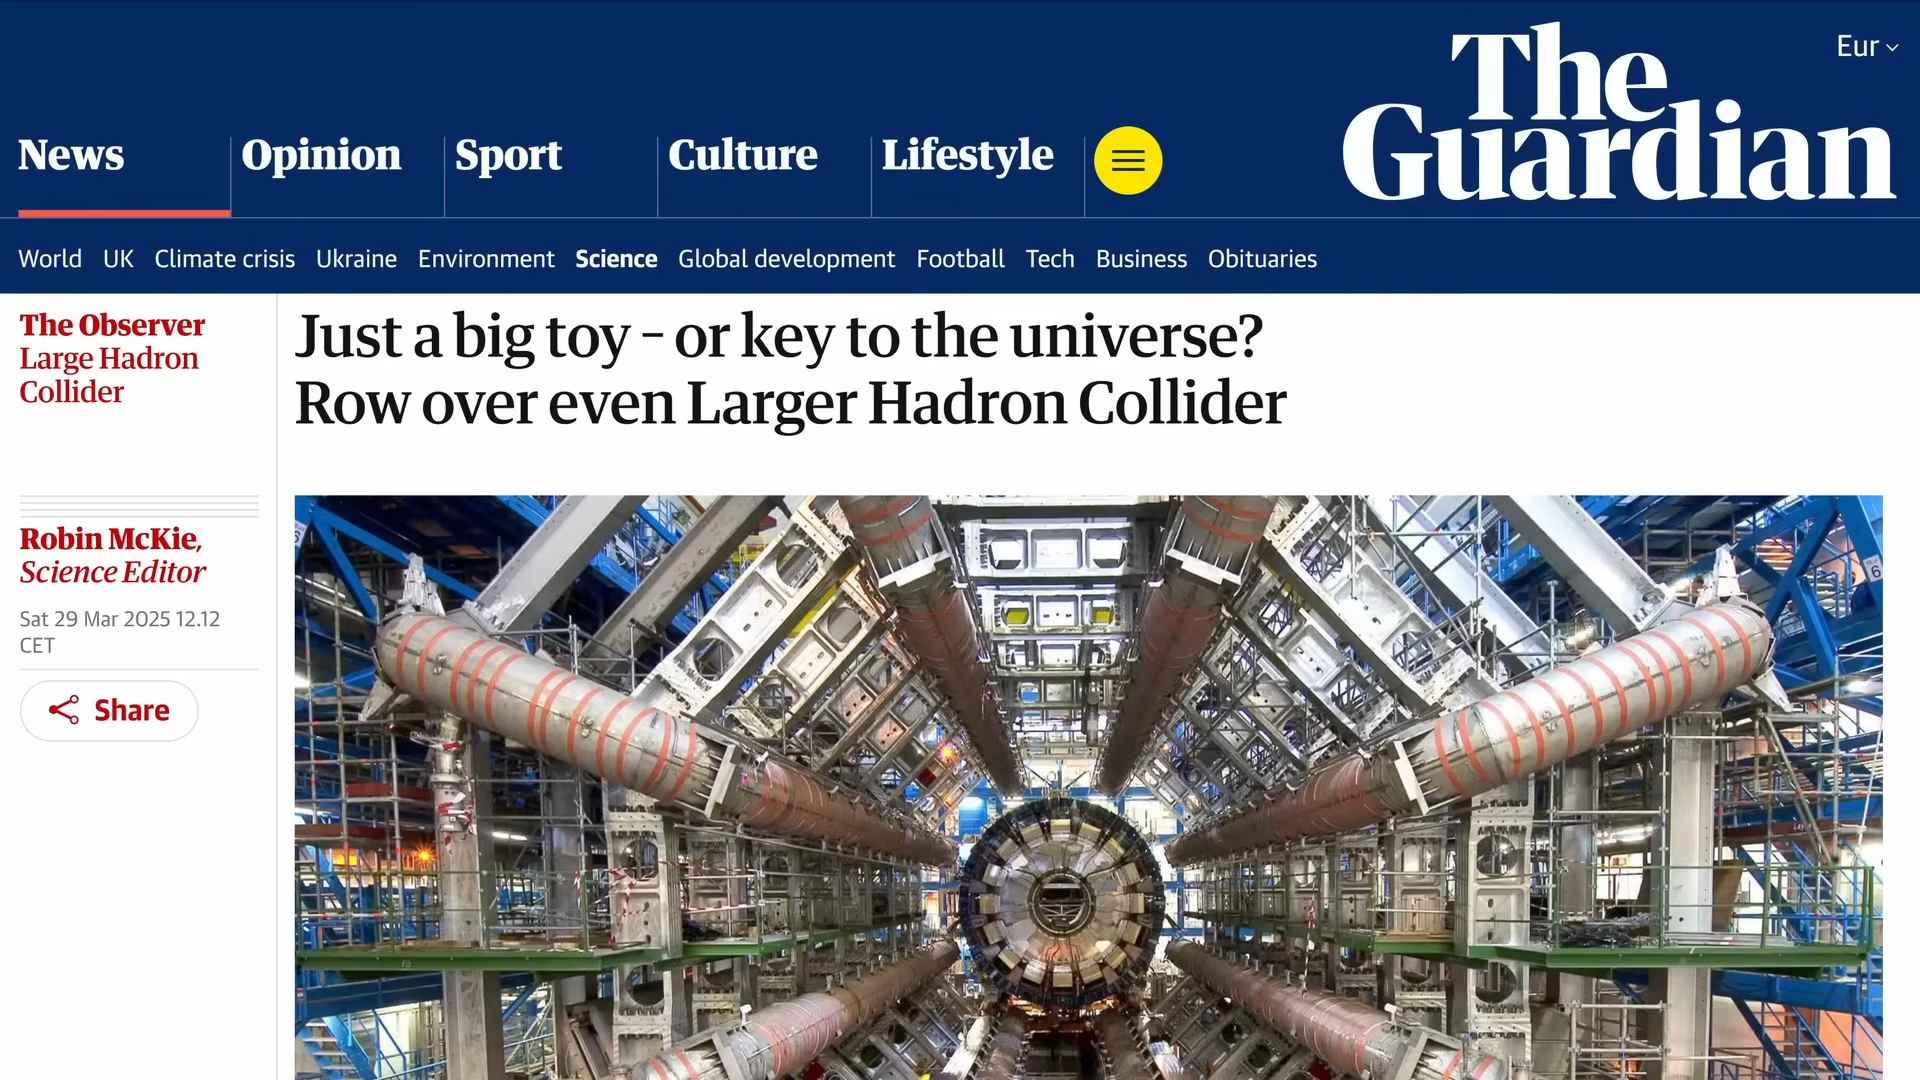 Eur
The
Guardian
News
Opinion
Sport
Culture
Lifestyle
World UK Climate crisis Ukraine Environment Science Global development Football Tech Business Obituaries
The Observer
Large Hadron
Collider
Just a big toy – or key to the universe?
Row over even Larger Hadron Collider
Robin McKie,
Science Editor
Sat 29 Mar 2025 12.12
CET
Share
6